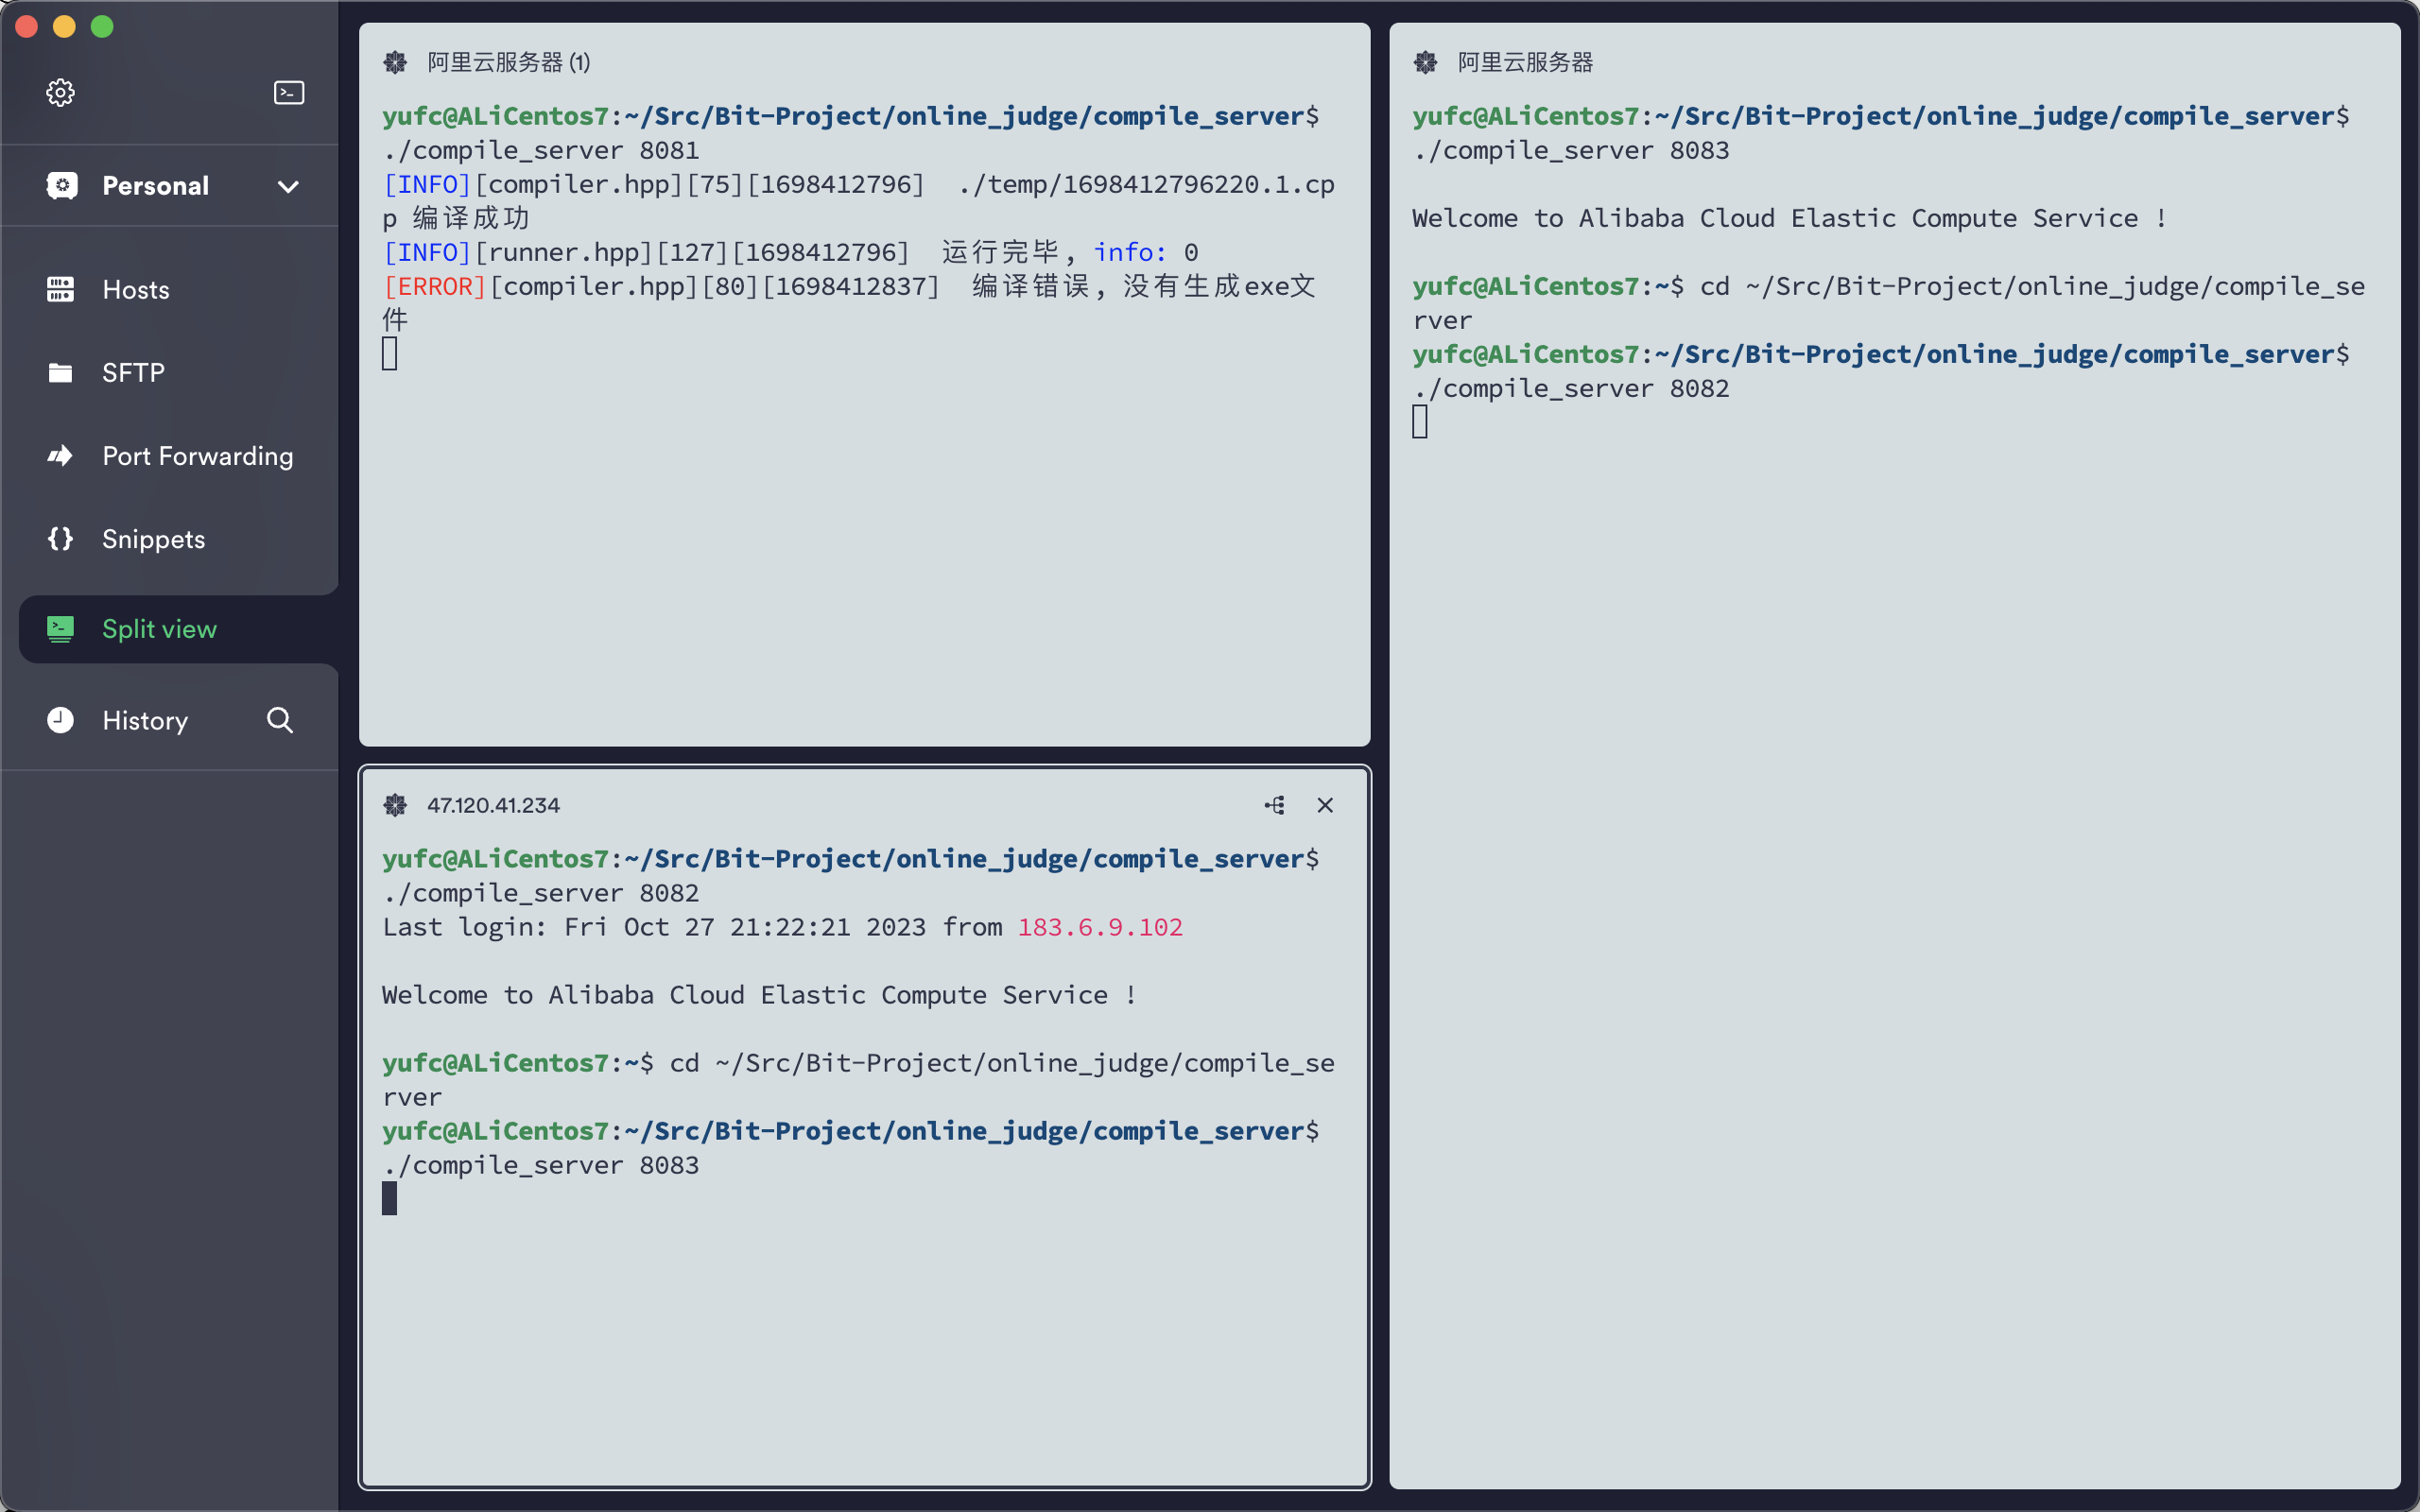 Personal
Hosts
SFTP
Port Forwarding
Snippets
Split view
History
阿里云服务器 (1)
yufc@ALiCentos7:~/Src/Bit-Project/online_judge/compile_server$
./compile_server 8081
[INFO][compiler.hpp][75][1698412796]  ./temp/1698412796220.1.cp
p 编译成功
[INFO][runner.hpp][127][1698412796]  运行完毕, info: 0
[ERROR][compiler.hpp][80][1698412837]  编译错误, 没有生成exe文
件
47.120.41.234
yufc@ALiCentos7:~/Src/Bit-Project/online_judge/compile_server$
./compile_server 8082
Last login: Fri Oct 27 21:22:21 2023 from 183.6.9.102
Welcome to Alibaba Cloud Elastic Compute Service !
yufc@ALiCentos7:~$ cd ~/Src/Bit-Project/online_judge/compile_se
rver
yufc@ALiCentos7:~/Src/Bit-Project/online_judge/compile_server$
./compile_server 8083
阿里云服务器
yufc@ALiCentos7:~/Src/Bit-Project/online_judge/compile_server$
./compile_server 8083
Welcome to Alibaba Cloud Elastic Compute Service !
yufc@ALiCentos7:~$ cd ~/Src/Bit-Project/online_judge/compile_se
rver
yufc@ALiCentos7:~/Src/Bit-Project/online_judge/compile_server$
./compile_server 8082